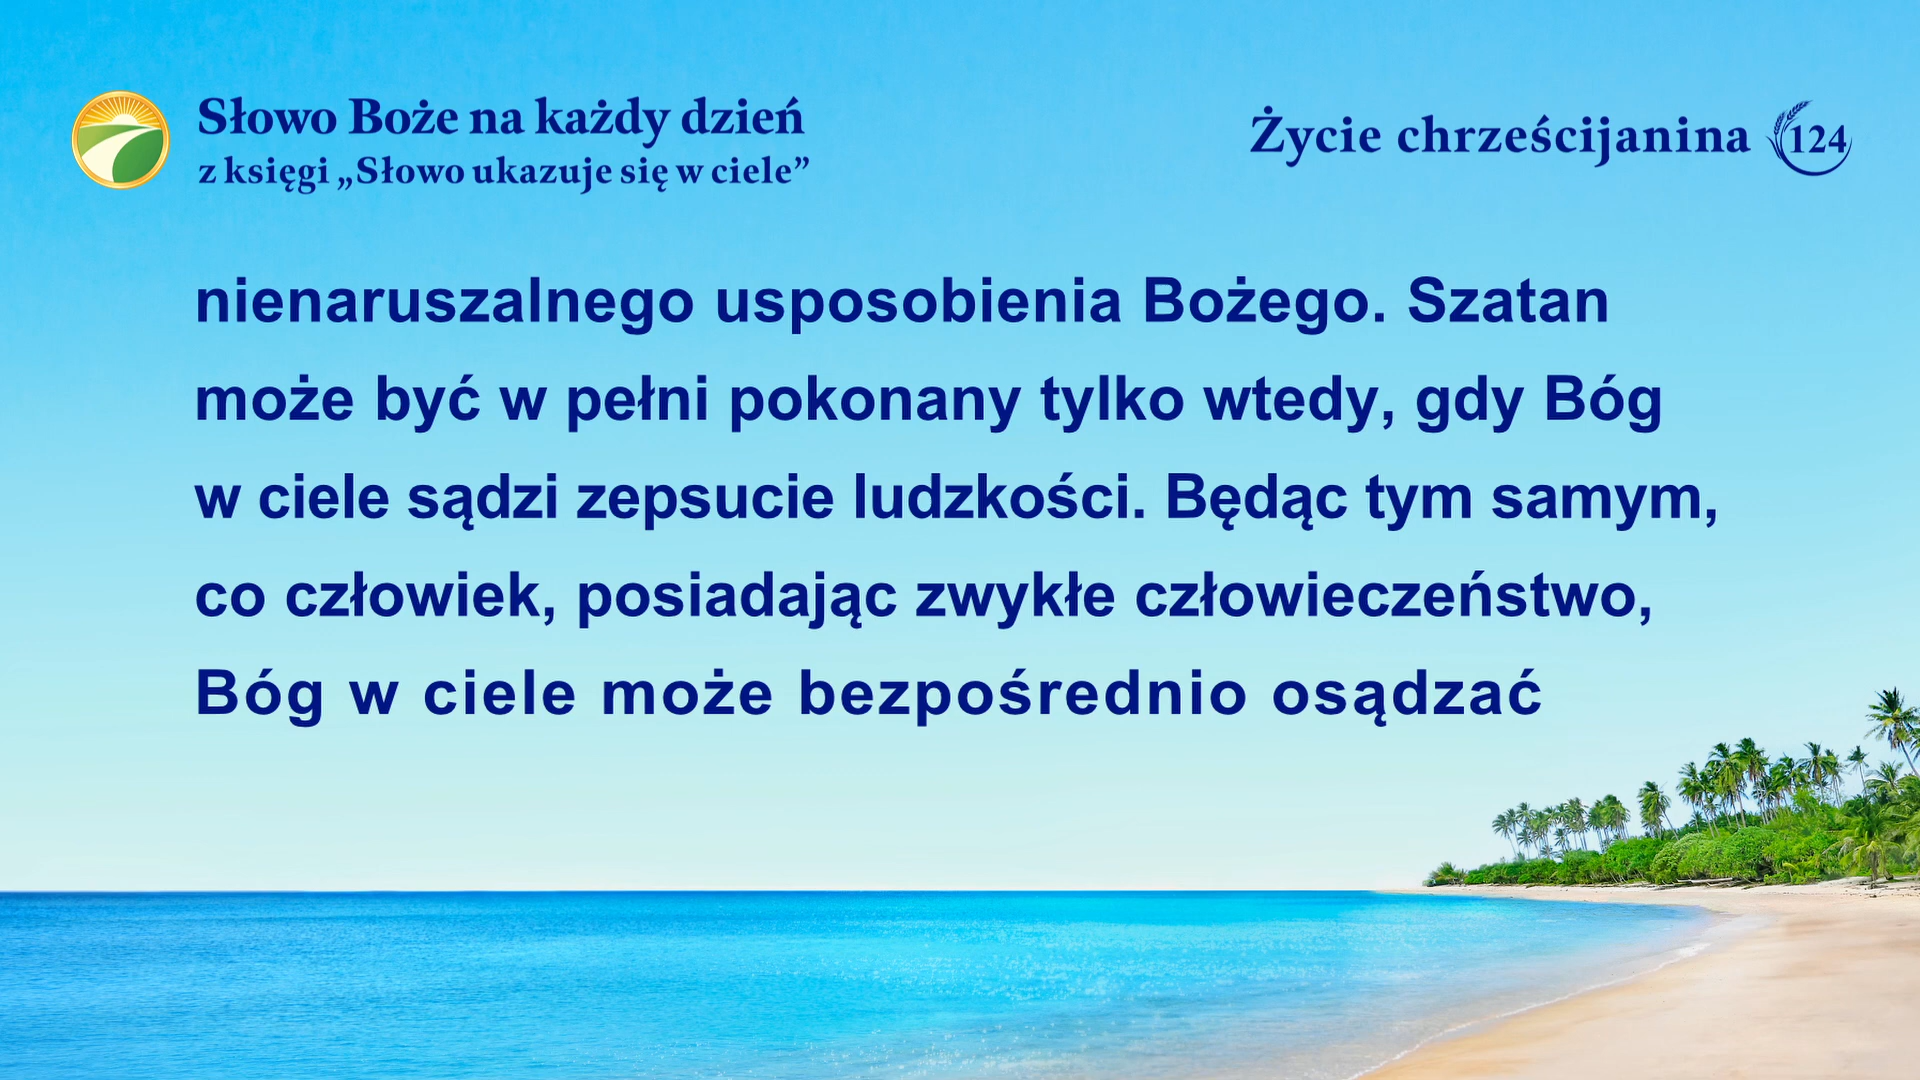 Słowo Boże na każdy dzień
z księgi „Słowo ukazuje się w ciele”
Życie chrześcijanina 124
nienaruszalnego usposobienia Bożego. Szatan
może być w pełni pokonany tylko wtedy, gdy Bóg
w ciele sądzi zepsucie ludzkości. Będąc tym samym,
co człowiek, posiadając zwykłe człowieczeństwo,
Bóg w ciele może bezpośrednio osądzać